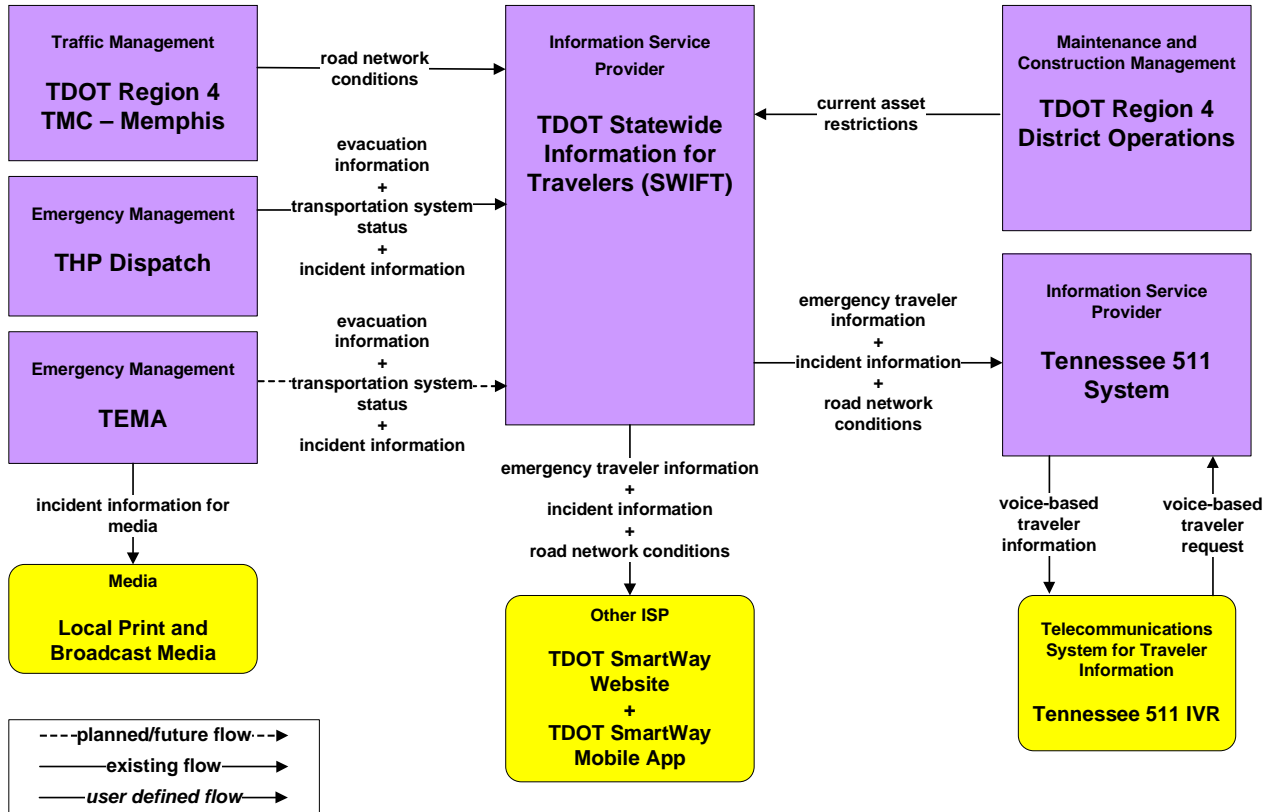 Traffic Management
TDOT Region 4
TMC – Memphis
road network
conditions
Information Service
Provider
TDOT Statewide
Information for
Travelers (SWIFT)
Maintenance and
Construction Management
TDOT Region 4
District Operations
current asset
restrictions
Emergency Management
THP Dispatch
evacuation
information
+
transportation system
status
+
incident information
Emergency Management
TEMA
evacuation
information
+
transportation system
status
+
incident information
emergency traveler
information
+
incident information
+
road network
conditions
Information Service
Provider
Tennessee 511
System
incident information for
media
emergency traveler information
+
incident information
+
road network conditions
voice-based
traveler
information
voice-based
traveler
request
Media
Local Print and
Broadcast Media
Other ISP
TDOT SmartWay
Website
+
TDOT SmartWay
Mobile App
Telecommunications
System for Traveler
Information
Tennessee 511 IVR
planned/future flow
existing flow
user defined flow